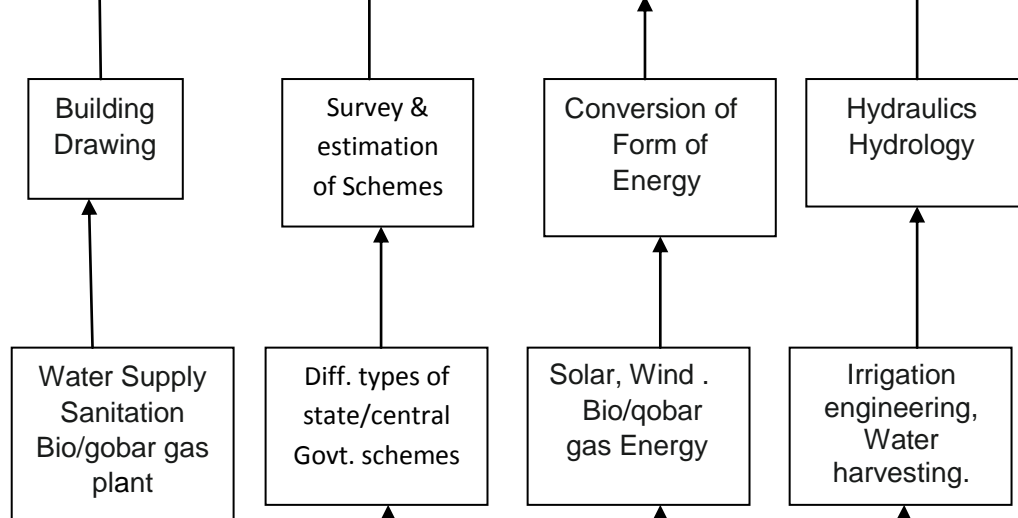 Building
Drawing
Survey &
estimation
of Schemes
Conversion of
Form of
Energy
Hydraulics
Hydrology
Water Supply
Sanitation
Bio/gobar gas
plant
Diff. types of
state/central
Govt. schemes
Solar, Wind .
Bio/qobar
gas Energy
Irrigation
engineering,
Water
harvesting.